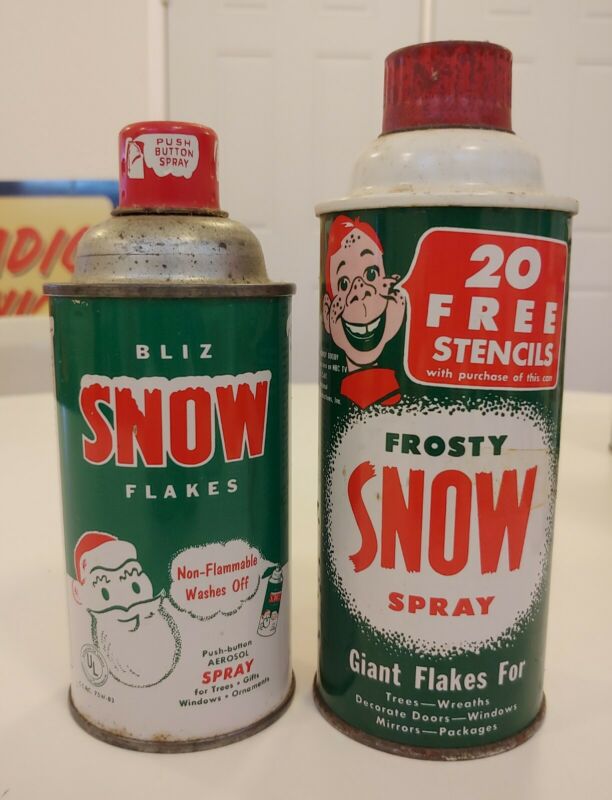 PUSH
BUTTON
SPRAY
BLIZ
SNOW
FLAKES
Non-Flammable
Washes Off
Push-button
AEROSOL
SPRAY
for Trees • Gifts
Windows • Ornaments
UL
20
FREE
STENCILS
with purchase of this can
FROSTY
SNOW
SPRAY
Giant Flakes For
Trees—Wreaths
Decorate Doors—Windows
Mirrors—Packages